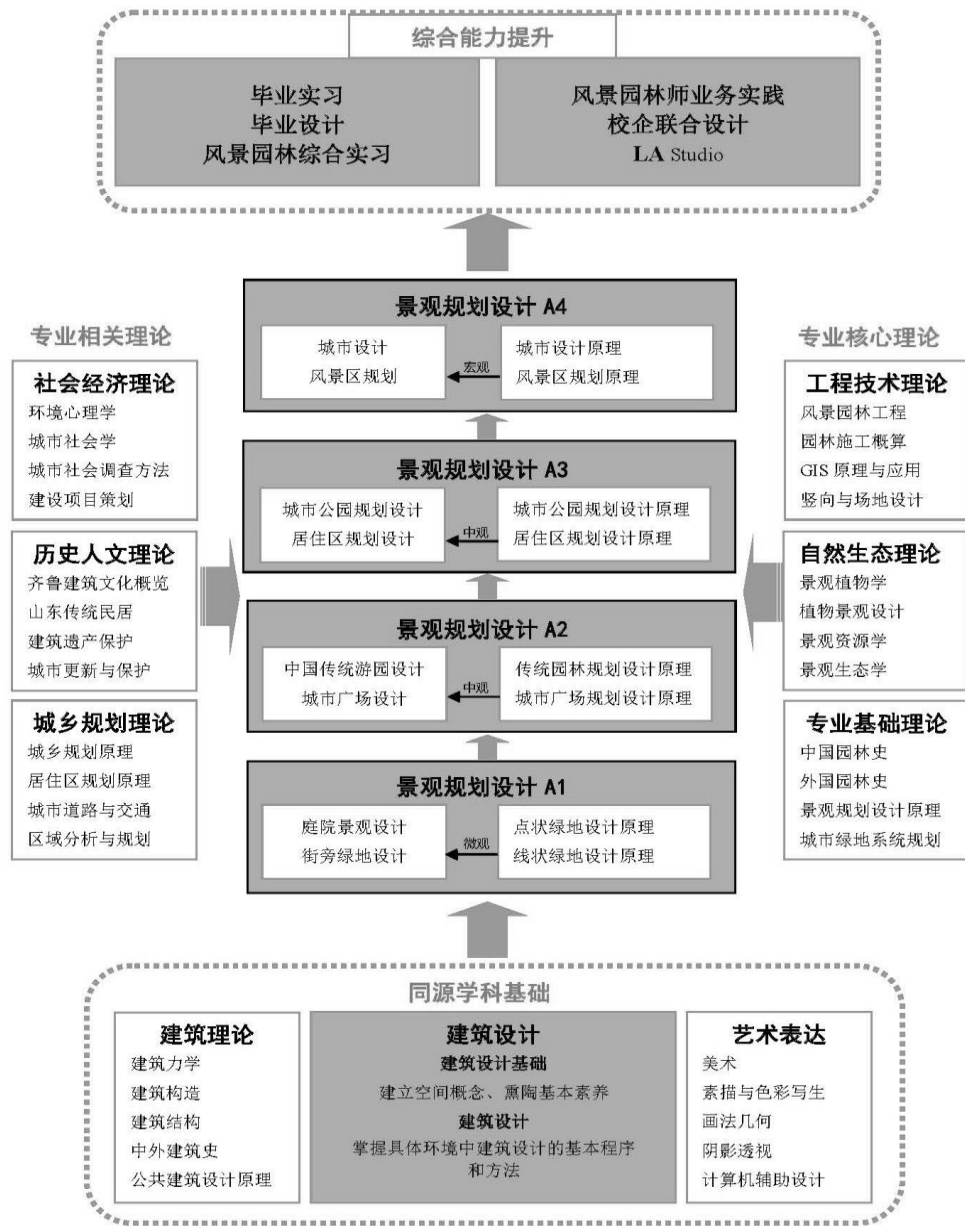 综合能力提升
毕业实习
毕业设计
风景园林综合实习
风景园林师业务实践
校企联合设计
LA Studio
专业相关理论
社会经济理论
环境心理学
城市社会学
城市社会调查方法
建设项目策划
历史人文理论
齐鲁建筑文化概览
山东传统民居
建筑遗产保护
城市更新与保护
城乡规划理论
城乡规划原理
居住区规划原理
城市道路与交通
区域分析与规划
景观规划设计 A4
城市设计
风景区规划
宏观
城市设计原理
风景区规划原理
景观规划设计 A3
城市公园规划设计
居住区规划设计
中观
城市公园规划设计原理
居住区规划设计原理
景观规划设计 A2
中国传统游园设计
城市广场设计
中观
传统园林规划设计原理
城市广场规划设计原理
景观规划设计 A1
庭院景观设计
街旁绿地设计
微观
点状绿地设计原理
线状绿地设计原理
专业核心理论
工程技术理论
风景园林工程
园林施工概算
GIS 原理与应用
竖向与场地设计
自然生态理论
景观植物学
植物景观设计
景观资源学
景观生态学
专业基础理论
中国园林史
外国园林史
景观规划设计原理
城市绿地系统规划
同源学科基础
建筑理论
建筑力学
建筑构造
建筑结构
中外建筑史
公共建筑设计原理
建筑设计
建筑设计基础
建立空间概念、熏陶基本素养
建筑设计
掌握具体环境中建筑设计的基本程序
和方法
艺术表达
美术
素描与色彩写生
画法几何
阴影透视
计算机辅助设计